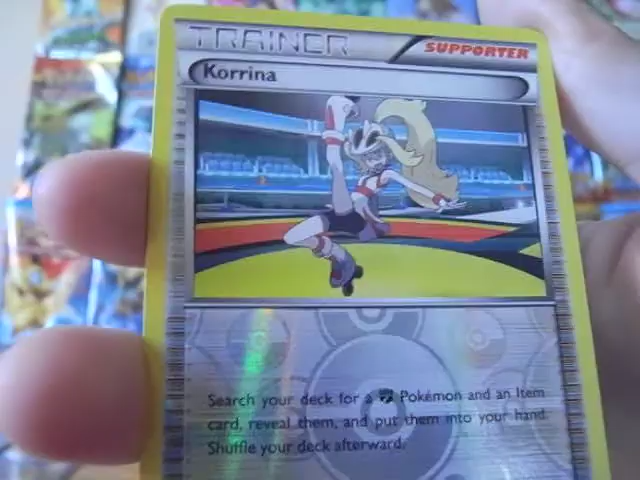 TRAINER
SUPPORTER
Korrina
Search your deck for a Pokémon and an Item
card, reveal them, and put them into your hand.
Shuffle your deck afterward.